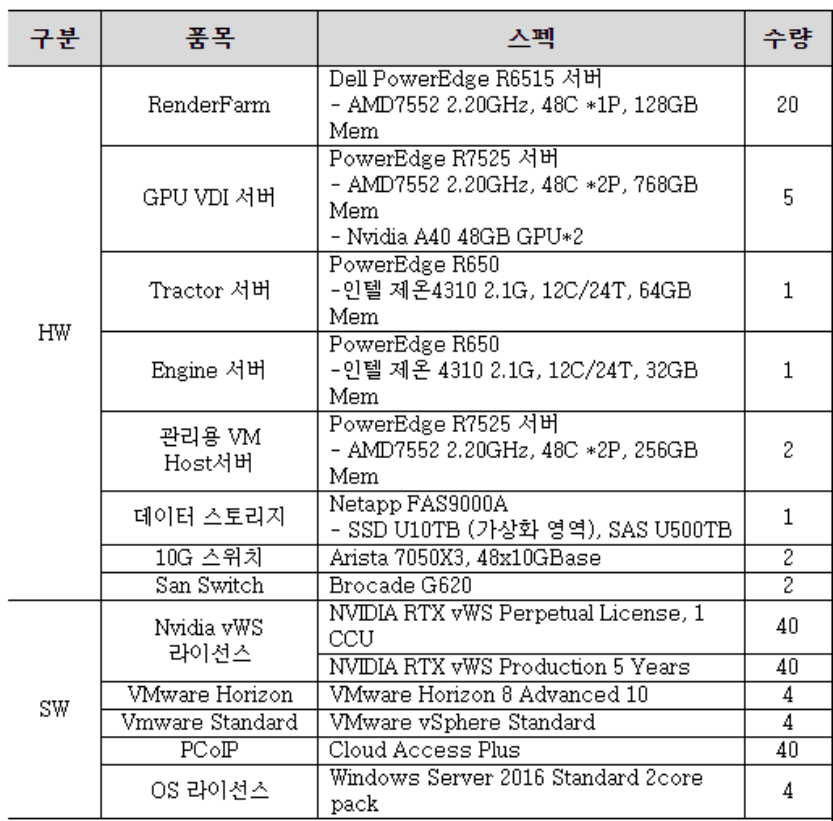 구분 품목 스펙 수량
HW
RenderFarm
Dell PowerEdge R6515 서버
- AMD7552 2.20GHz, 48C *1P, 128GB
Mem
20
GPU VDI 서버
PowerEdge R7525 서버
- AMD7552 2.20GHz, 48C *2P, 768GB
Mem
- Nvidia A40 48GB GPU*2
5
Tractor 서버
PowerEdge R650
-인텔 제온4310 2.1G, 12C/24T, 64GB
Mem
1
Engine 서버
PowerEdge R650
-인텔 제온 4310 2.1G, 12C/24T, 32GB
Mem
1
관리용 VM
Host서버
PowerEdge R7525 서버
- AMD7552 2.20GHz, 48C *2P, 256GB
Mem
2
데이터 스토리지
Netapp FAS9000A
- SSD U10TB (가상화 영역), SAS U500TB
1
10G 스위치 Arista 7050X3, 48x10GBase 2
San Switch Brocade G620 2
SW
Nvidia vWS
라이선스
NVIDIA RTX vWS Perpetual License, 1
CCU
40
NVIDIA RTX vWS Production 5 Years 40
VMware Horizon VMware Horizon 8 Advanced 10 4
Vmware Standard VMware vSphere Standard 4
PCoIP Cloud Access Plus 40
OS 라이선스
Windows Server 2016 Standard 2core
pack
4